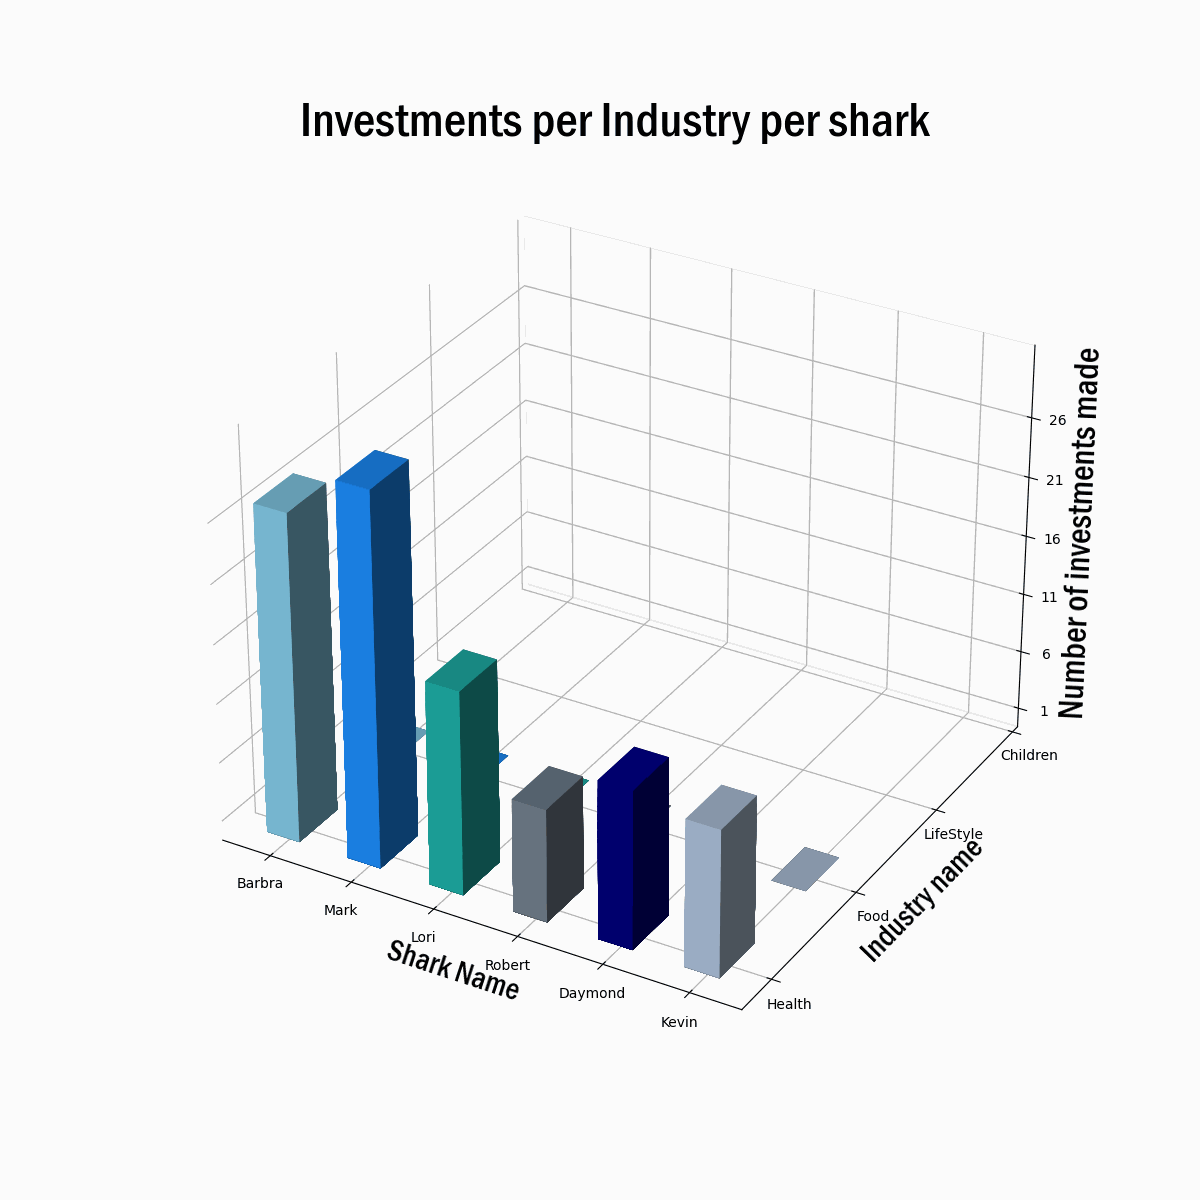 Investments per Industry per shark
26
21
16
11
6
1
Number of investments made
Children
LifeStyle
Food
Health
Industry name
Barbra
Mark
Lori
Robert
Daymond
Kevin
Shark Name